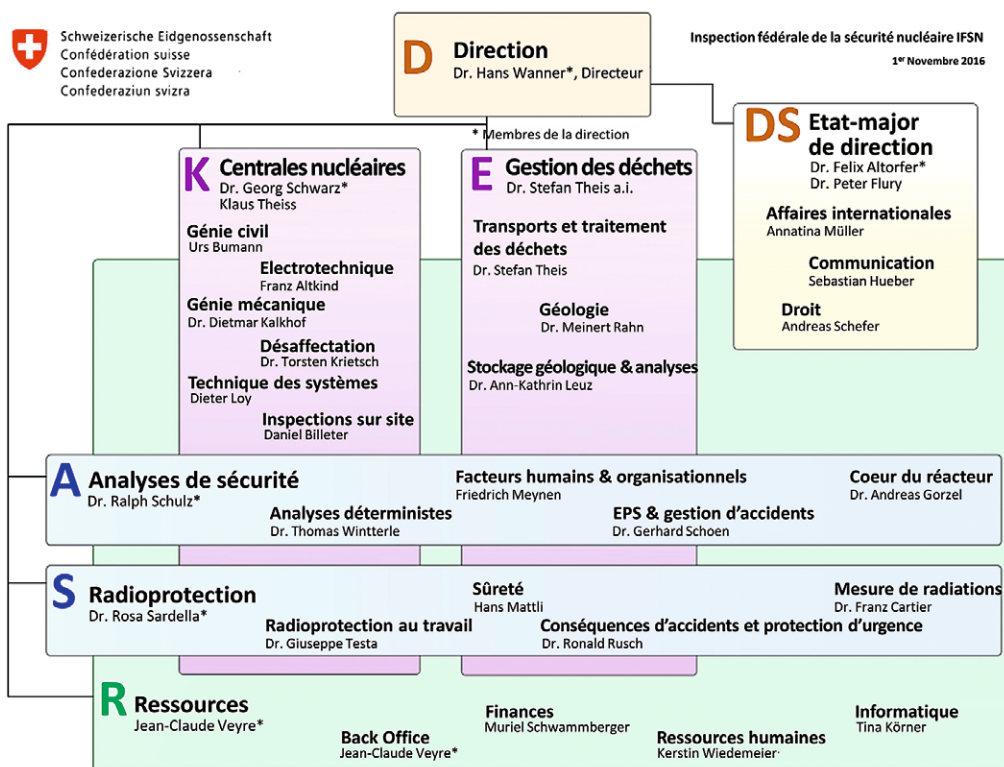 Schweizerische Eidgenossenschaft
Confédération suisse
Confederazione Svizzera
Confederaziun svizra
D Direction
Dr. Hans Wanner*, Directeur
Inspection fédérale de la sécurité nucléaire IFSN
1er Novembre 2016
* Membres de la direction
DS Etat-major
de direction
Dr. Felix Altorfer*
Dr. Peter Flury
Affaires internationales
Annatina Müller
Communication
Sebastian Hueber
Droit
Andreas Schefer
K Centrales nucléaires
Dr. Georg Schwarz*
Klaus Theiss
Génie civil
Urs Bumann
Electrotechnique
Franz Altkind
Génie mécanique
Dr. Dietmar Kalkhof
Désaffectation
Dr. Torsten Krietsch
Technique des systèmes
Dieter Loy
Inspections sur site
Daniel Billeter
E Gestion des déchets
Dr. Stefan Theis a.i.
Transports et traitement
des déchets
Dr. Stefan Theis
Géologie
Dr. Meinert Rahn
Stockage géologique & analyses
Dr. Ann-Kathrin Leuz
A Analyses de sécurité
Dr. Ralph Schulz*
Analyses déterministes
Dr. Thomas Wintterle
Facteurs humains & organisationnels
Friedrich Meynen
EPS & gestion d'accidents
Dr. Gerhard Schoen
Coeur du réacteur
Dr. Andreas Gorzel
S Radioprotection
Dr. Rosa Sardella*
Radioprotection au travail
Dr. Giuseppe Testa
Sûreté
Hans Mattli
Conséquences d'accidents et protection d'urgence
Dr. Ronald Rusch
Mesure de radiations
Dr. Franz Cartier
R Ressources
Jean-Claude Veyre*
Back Office
Jean-Claude Veyre*
Finances
Muriel Schwammberger
Ressources humaines
Kerstin Wiedemeier
Informatique
Tina Körner